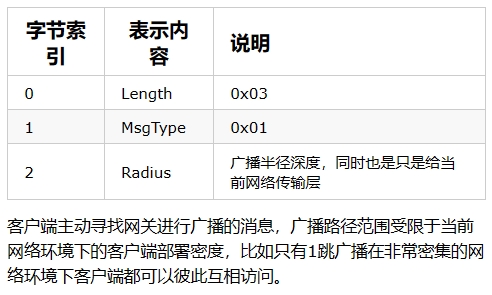 字节索引 表示内容 说明
0 Length 0x03
1 MsgType 0x01
2 Radius 广播半径深度，同时也是只是给当前网络传输层
客户端主动寻找网关进行广播的消息，广播路径范围受限于当前
网络环境下的客户端部署密度，比如只有1跳广播在非常密集的网
络环境下客户端都可以彼此互相访问。